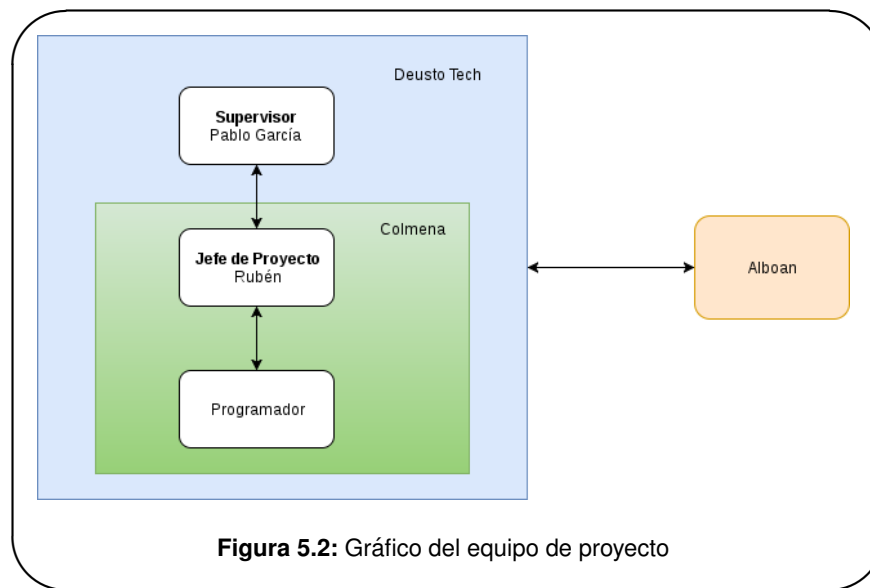 Deusto Tech
Supervisor
Pablo García
Colmena
Jefe de Proyecto
Rubén
Alboan
Programador
Figura 5.2: Gráfico del equipo de proyecto